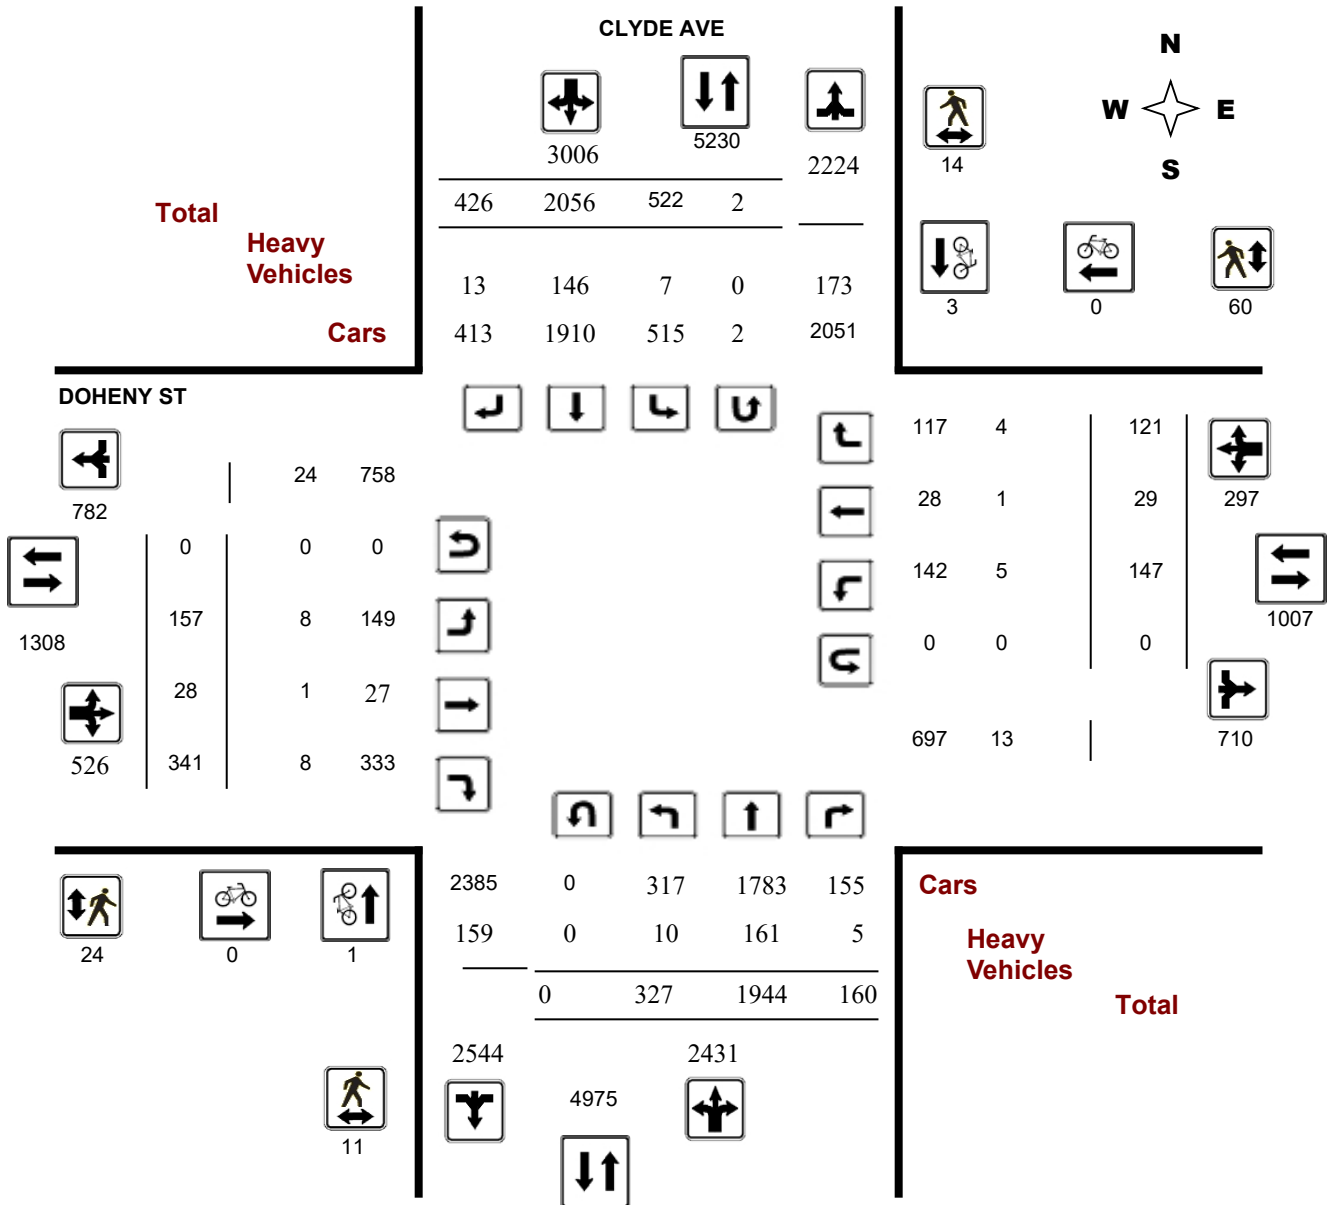 CLYDE AVE
N
W E
S
3006
5230
2224
14
426 2056 522 2
Total
Heavy
Vehicles
13 146 7 0 173
3 0 60
Cars
413 1910 515 2 2051
DOHENY ST
117 4 121
24 758
782
28 1 29 297
0 0 0
142 5 147
1007
157 8 149
1308
0 0 0
28 1 27
697 13 710
526 341 8 333
2385 0 317 1783 155
Cars
24 0 1
159 0 10 161 5
Heavy
Vehicles
0 327 1944 160
Total
2544 2431
4975
11